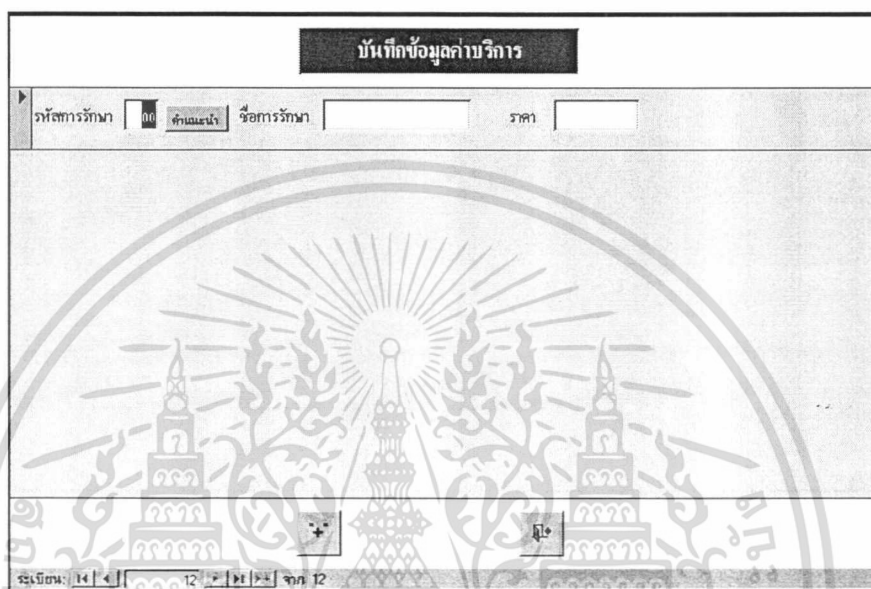 บันทึกข้อมูลค่าบริการ
รหัสการรักษา 00 คำแนะนำ ชื่อการรักษา ราคา
ระเบียน: 12 จาก 12